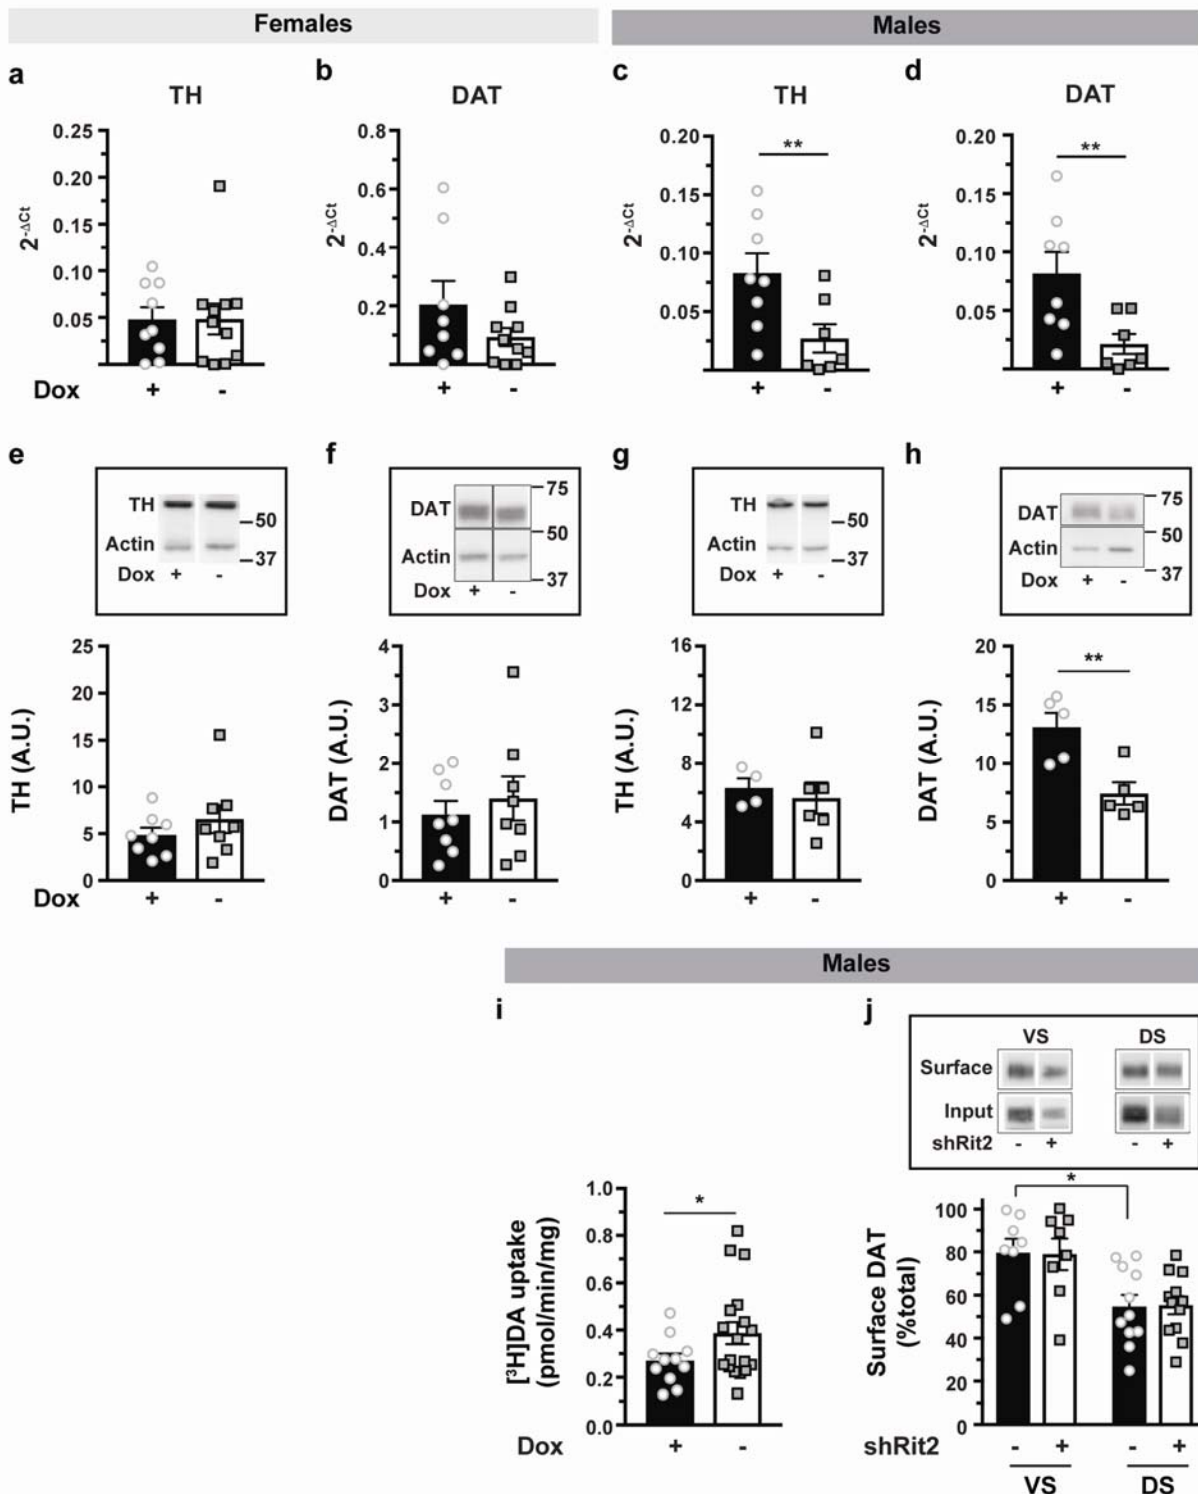 Females
Males
a
TH
2-ΔCt
0.25
0.20
0.15
0.10
0.05
Dox
+
-
b
DAT
2-ΔCt
0.8
0.6
0.4
0.2
+
-
c
TH
2-ΔCt
0.20
0.15
0.10
0.05
**
+
-
d
DAT
2-ΔCt
0.20
0.15
0.10
0.05
**
+
-
e
TH
Actin
Dox + -
50
37
TH (A.U.)
25
20
15
10
5
0
Dox
+
-
f
DAT
Actin
Dox + -
75
50
37
DAT (A.U.)
4
3
2
1
0
+
-
g
TH
Actin
Dox + -
50
37
TH (A.U.)
16
12
8
6
4
0
+
-
h
DAT
Actin
Dox + -
75
50
37
DAT (A.U.)
20
15
10
5
0
**
+
-
Males
i
[³H]DA uptake
(pmol/min/mg)
1.0
0.8
0.6
0.4
0.2
0.0
*
Dox
+
-
j
VS DS
Surface
Input
shRit2 - + - +
Surface DAT
(%total)
100
80
60
40
20
0
*
shRit2 - + - +
VS DS